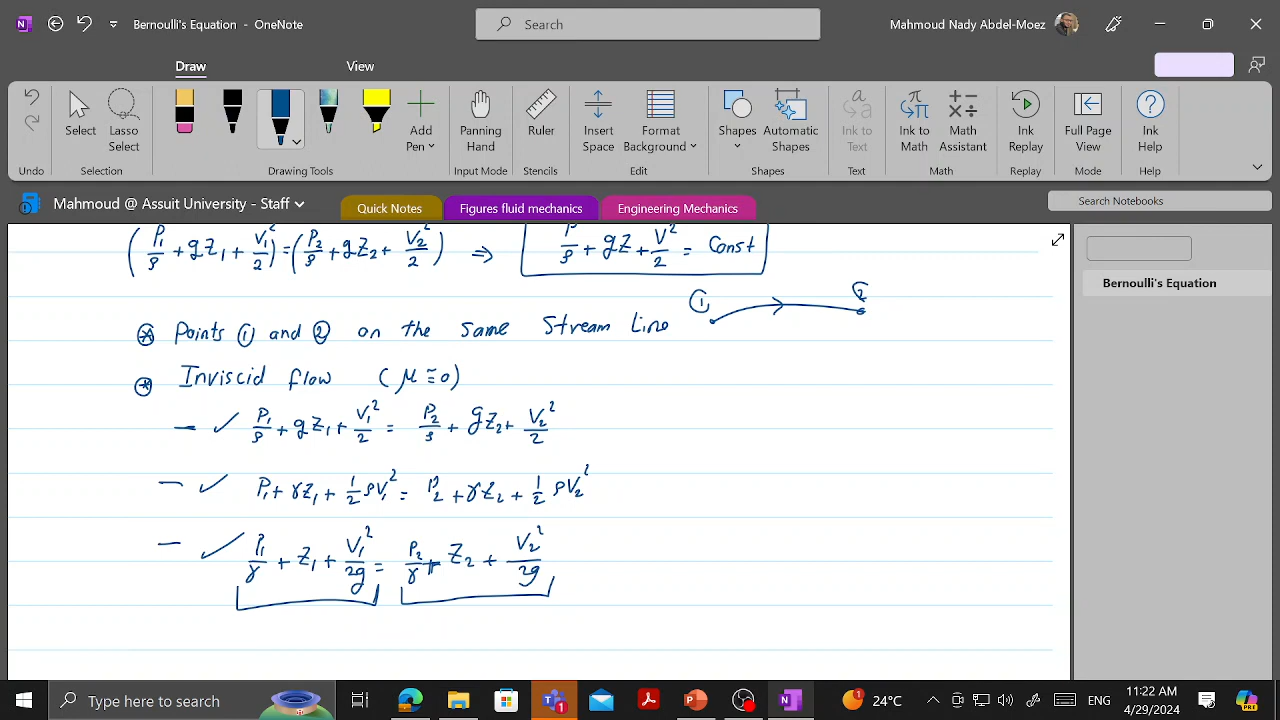 Bernoulli's Equation - OneNote
Search
Mahmoud Nady Abdel-Moez
Draw
View
Select
Lasso Select
Add Pen
Panning Hand
Ruler
Insert Space
Format Background
Shapes
Automatic Shapes
Ink to Text
Ink to Math
Math Assistant
Ink Replay
Full Page View
Ink Help
Undo
Selection
Drawing Tools
Input Mode
Stencils
Edit
Shapes
Text
Math
Replay
Mode
Help
Mahmoud @ Assuit University - Staff
Quick Notes
Figures fluid mechanics
Engineering Mechanics
Search Notebooks
Bernoulli's Equation
(P₁/ρ + gZ₁ + V₁²/2) = (P₂/ρ + gZ₂ + V₂²/2) ⇒ P/ρ + gZ + V²/2 = Const
① ②
⊛ Points ① and ② on the same Stream Line
⊛ Inviscid flow (μ ≅ 0)
– ✓ P₁/ρ + gZ₁ + V₁²/2 = P₂/ρ + gZ₂ + V₂²/2
– ✓ P₁ + γZ₁ + 1/2 ρV₁² = P₂ + γZ₂ + 1/2 ρV₂²
– ✓ P₁/γ + Z₁ + V₁²/2g = P₂/γ + Z₂ + V₂²/2g
Type here to search
1
1
24°C
ENG
11:22 AM
4/29/2024